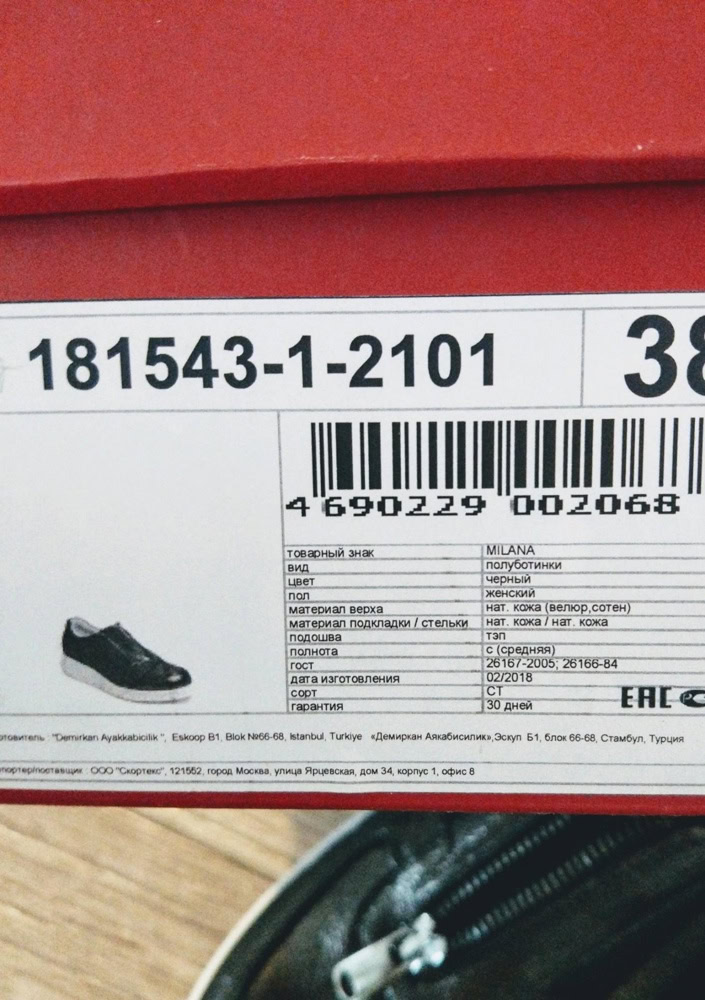 181543-1-2101
38
4 690229 002068
товарный знак MILANA
вид полуботинки
цвет черный
пол женский
материал верха нат. кожа (велюр,сотен)
материал подкладки / стельки нат. кожа / нат. кожа
подошва тэп
полнота с (средняя)
гост 26167-2005; 26166-84
дата изготовления 02/2018
сорт СТ
гарантия 30 дней
EAC
"Demirkan Ayakkabicilik", Eskoop B1, Blok №66-68, Istanbul, Turkiye «Демиркан Аякабисилик»,Эскуп Б1, блок 66-68, Стамбул, Турция
ООО "Скортекс", 121552, город Москва, улица Ярцевская, дом 34, корпус 1, офис 8